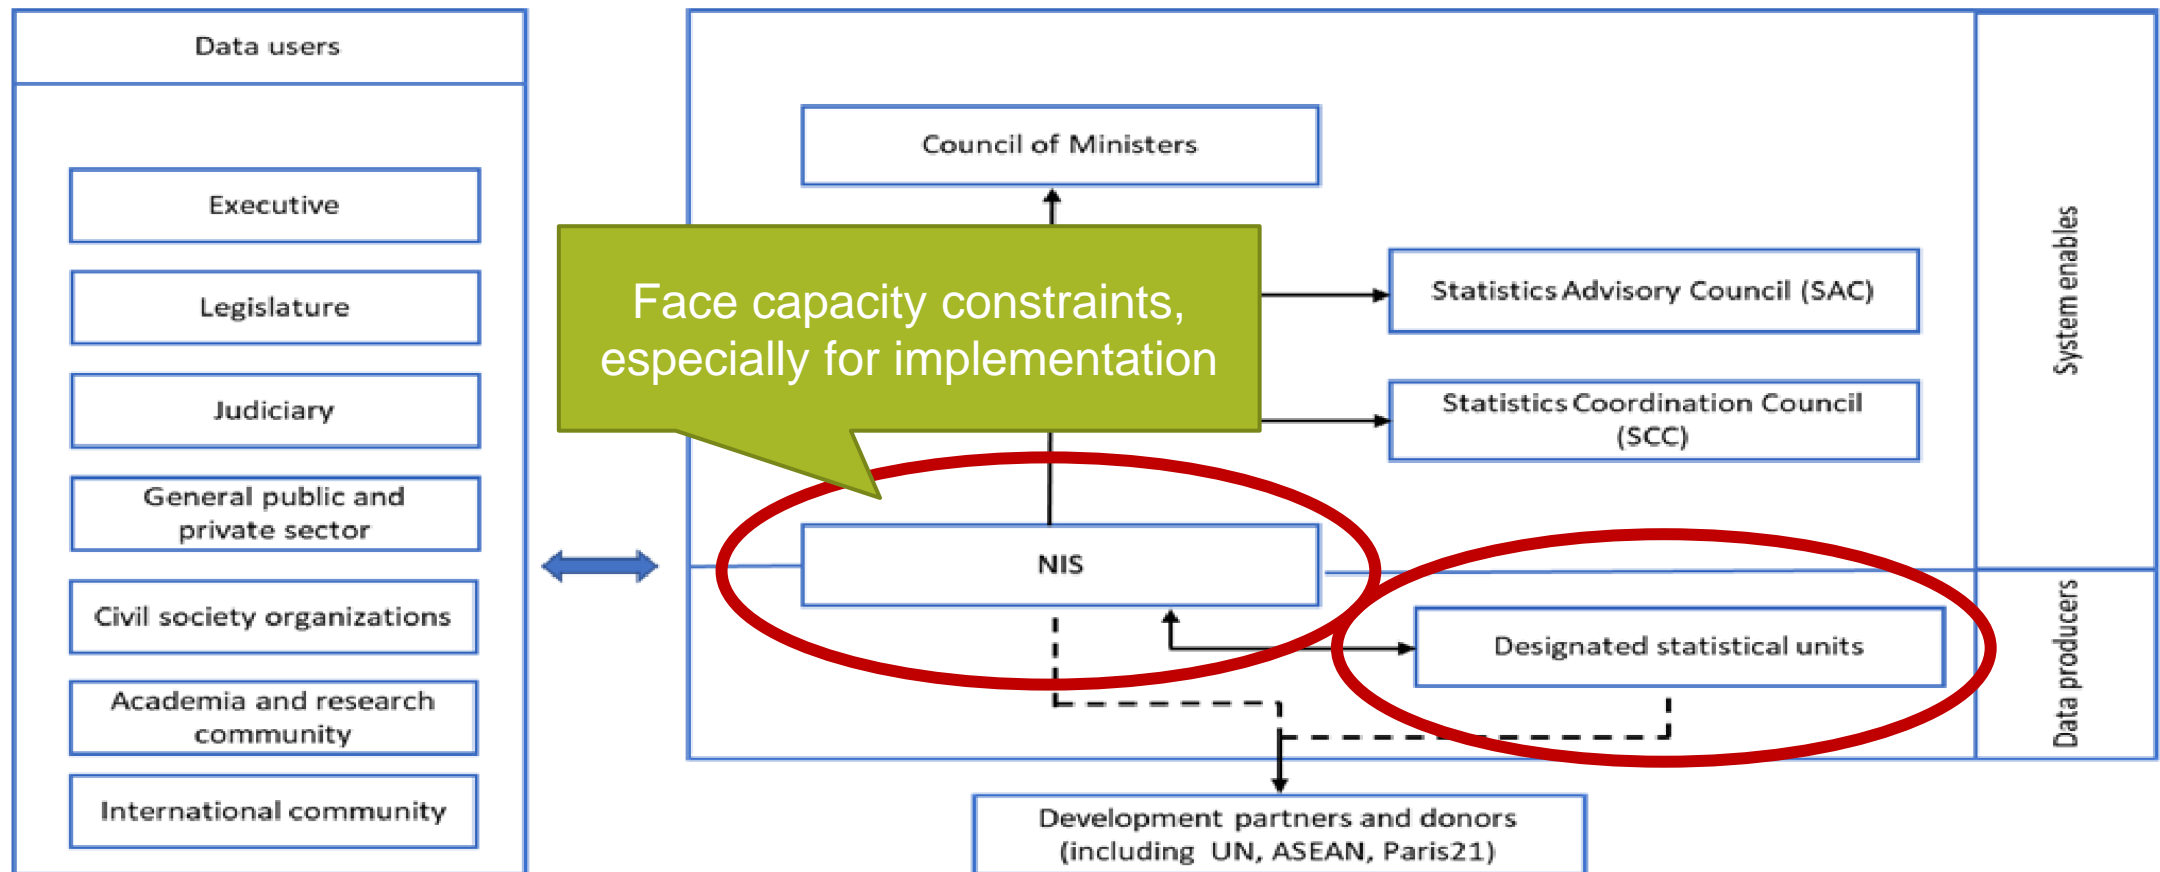 Data users
Executive
Legislature
Judiciary
General public and
private sector
Civil society organizations
Academia and research
community
International community
Council of Ministers
Face capacity constraints,
especially for implementation
Statistics Advisory Council (SAC)
Statistics Coordination Council
(SCC)
NIS
Designated statistical units
System enables
Data producers
Development partners and donors
(including UN, ASEAN, Paris21)